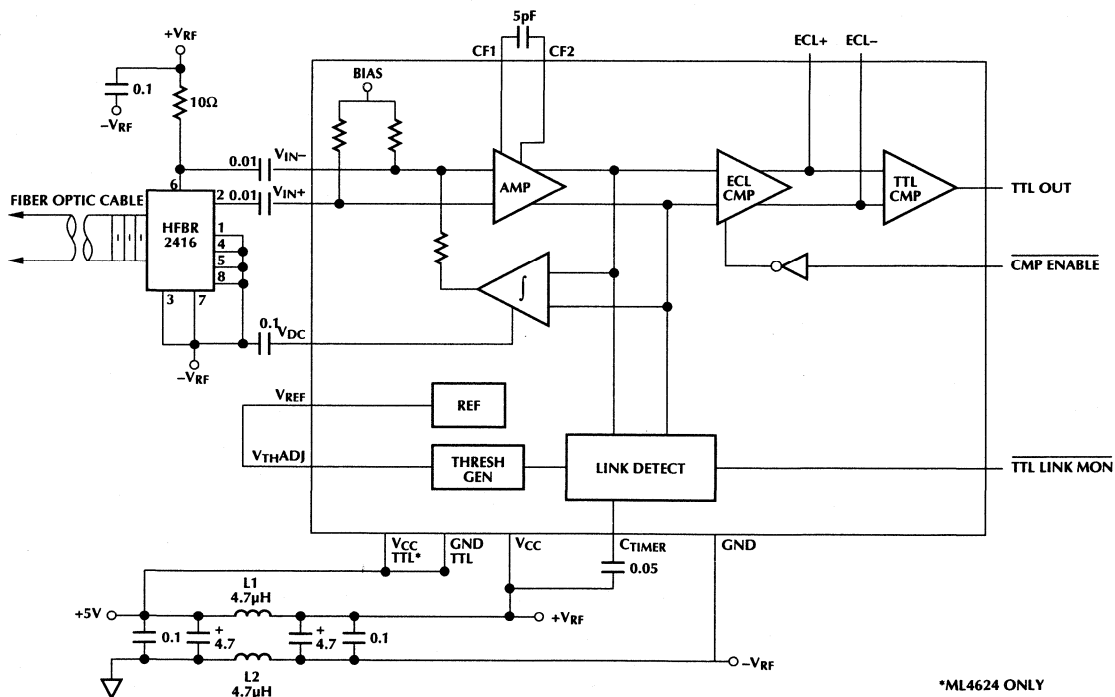 5pF
+VRF
CF1
CF2
ECL+
ECL–
BIAS
0.1
10Ω
–VRF
0.01
VIN–
6
2
0.01
VIN+
AMP
ECL
CMP
TTL
CMP
TTL OUT
FIBER OPTIC CABLE
HFBR
2416
1
4
5
8
3
7
∫
CMP ENABLE
0.1
VDC
–VRF
VREF
REF
VTHADJ
THRESH
GEN
LINK DETECT
TTL LINK MON
VCC
TTL*
GND
TTL
VCC
CTIMER
GND
0.05
L1
4.7µH
+5V
+VRF
0.1
+
4.7
+
4.7
0.1
L2
4.7µH
–VRF
*ML4624 ONLY